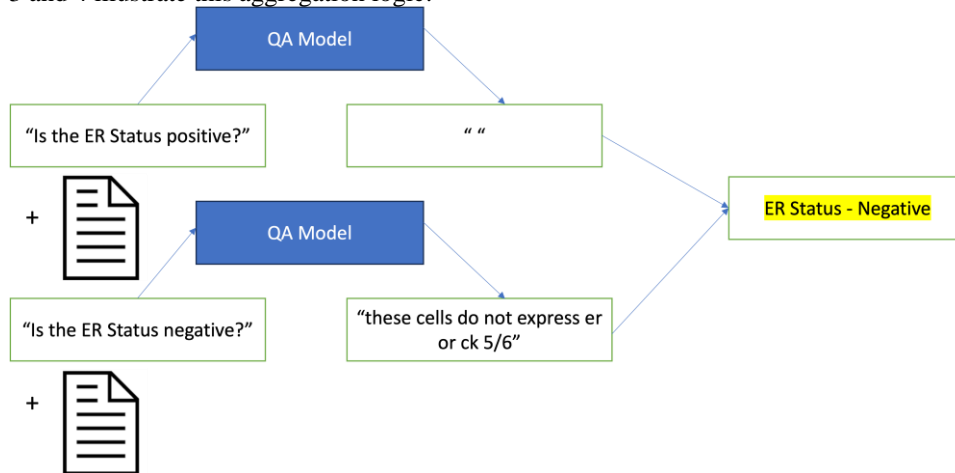 3 and 4 illustrate this aggregation logic.
QA Model
“Is the ER Status positive?”
“ “
+
QA Model
ER Status - Negative
“Is the ER Status negative?”
“these cells do not express er
or ck 5/6”
+